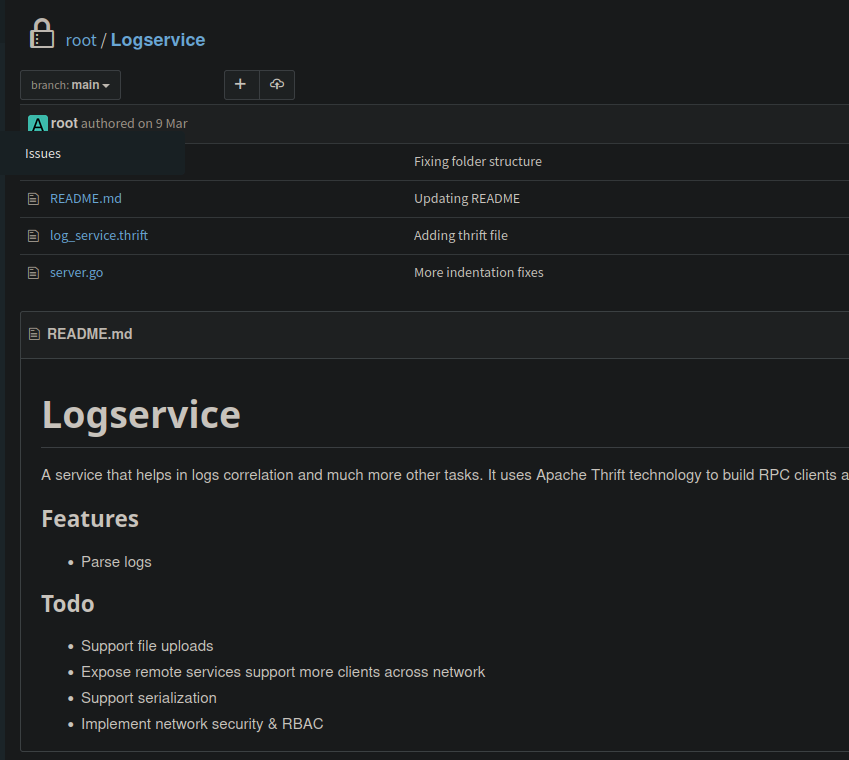 root / Logservice
branch: main
+
A root authored on 9 Mar
Issues
Fixing folder structure
README.md Updating README
log_service.thrift Adding thrift file
server.go More indentation fixes
README.md
Logservice
A service that helps in logs correlation and much more other tasks. It uses Apache Thrift technology to build RPC clients a
Features
• Parse logs
Todo
• Support file uploads
• Expose remote services support more clients across network
• Support serialization
• Implement network security & RBAC